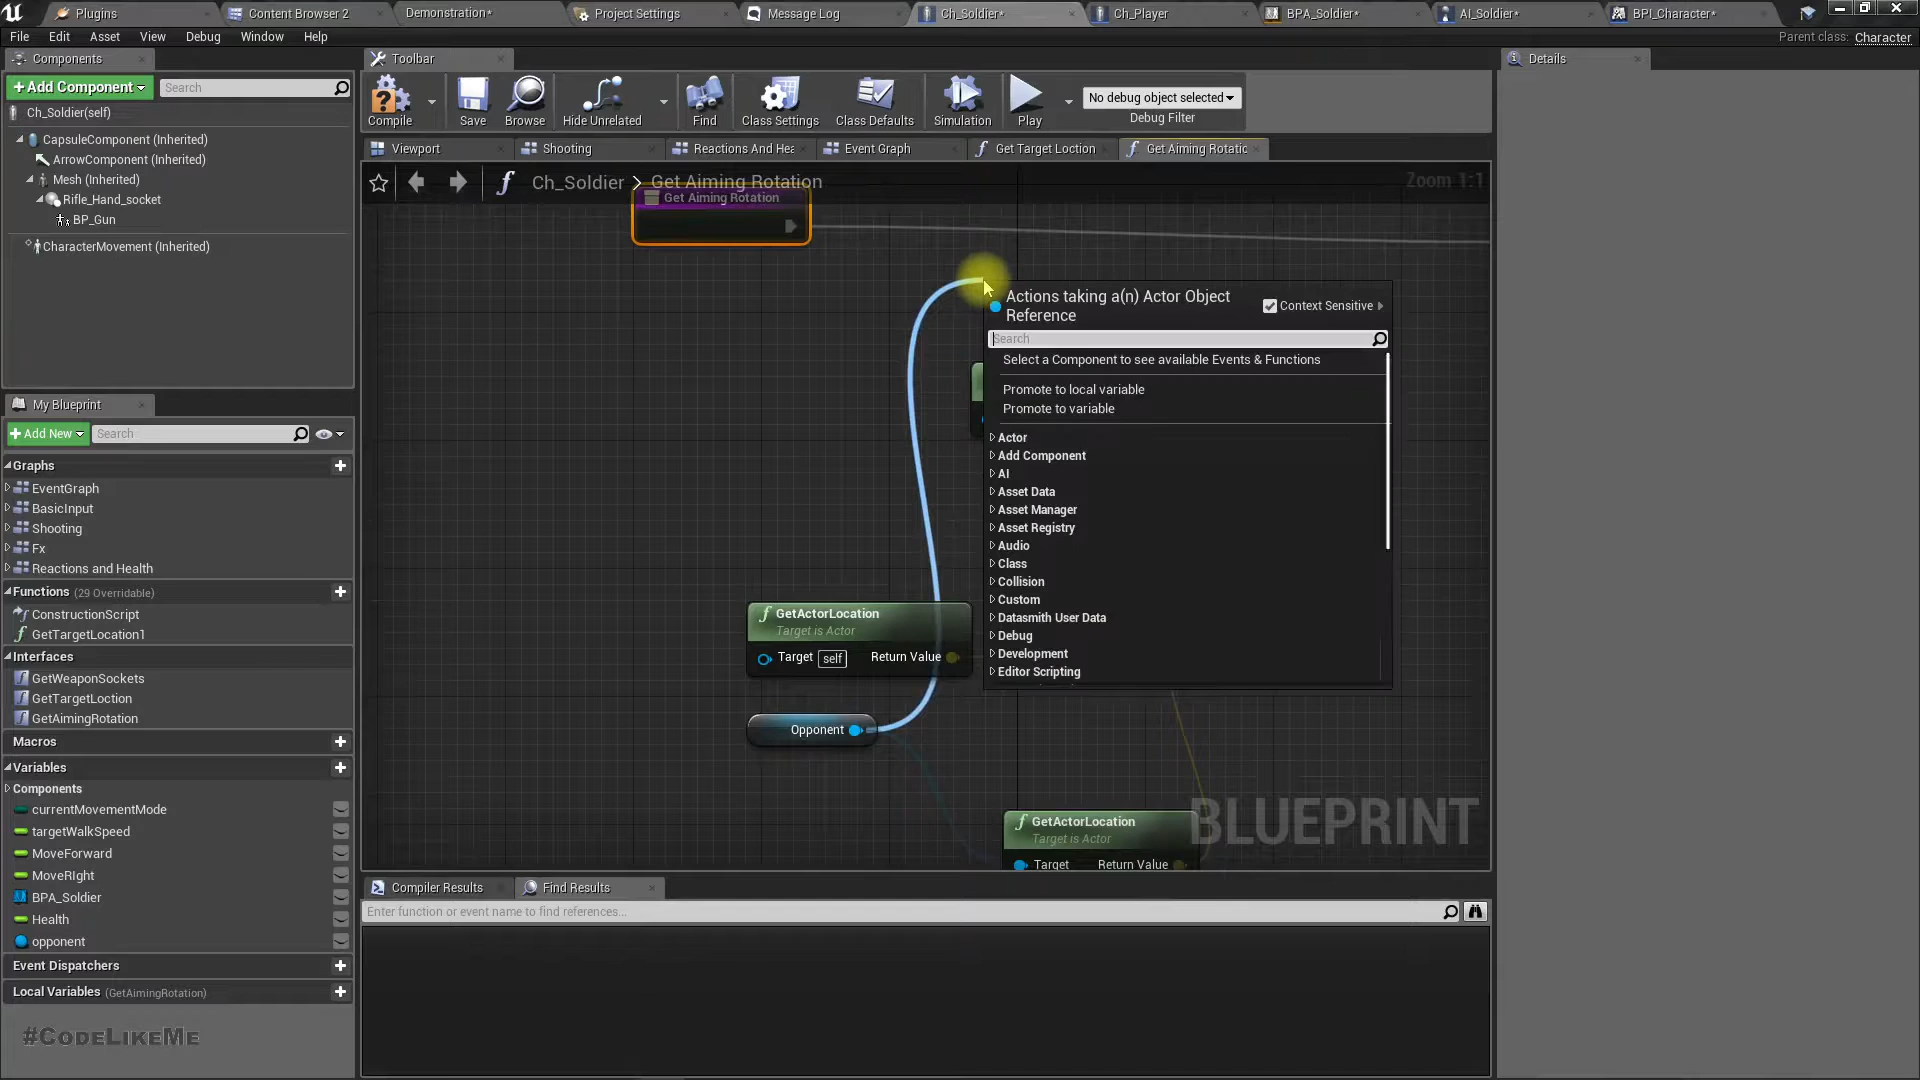 Plugins
Content Browser 2
Demonstration*
Project Settings
Message Log
Ch_Soldier*
Ch_Player
BPA_Soldier*
AI_Soldier*
BPI_Character*
File Edit Asset View Debug Window Help
Parent class: Character
Components
Toolbar
Details
+Add Component
Search
Ch_Soldier(self)
CapsuleComponent (Inherited)
ArrowComponent (Inherited)
Mesh (Inherited)
Rifle_Hand_socket
BP_Gun
CharacterMovement (Inherited)
Compile
Save
Browse
Hide Unrelated
Find
Class Settings
Class Defaults
Simulation
Play
No debug object selected
Debug Filter
Viewport
Shooting
Reactions And Hea
Event Graph
Get Target Loction
Get Aiming Rotatic
Ch_Soldier > Get Aiming Rotation
Zoom 1:1
Get Aiming Rotation
Actions taking a(n) Actor Object
Reference
Context Sensitive
Search
Select a Component to see available Events & Functions
Promote to local variable
Promote to variable
Actor
Add Component
AI
Asset Data
Asset Manager
Asset Registry
Audio
Class
Collision
Custom
Datasmith User Data
Debug
Development
Editor Scripting
GetActorLocation
Target is Actor
Target self Return Value
Opponent
GetActorLocation
Target is Actor
Target Return Value
BLUEPRINT
My Blueprint
+Add New
Search
Graphs
EventGraph
BasicInput
Shooting
Fx
Reactions and Health
Functions (29 Overridable)
ConstructionScript
GetTargetLocation1
Interfaces
GetWeaponSockets
GetTargetLoction
GetAimingRotation
Macros
Variables
Components
currentMovementMode
targetWalkSpeed
MoveForward
MoveRIght
BPA_Soldier
Health
opponent
Event Dispatchers
Local Variables (GetAimingRotation)
#CodeLikeMe
Compiler Results
Find Results
Enter function or event name to find references...